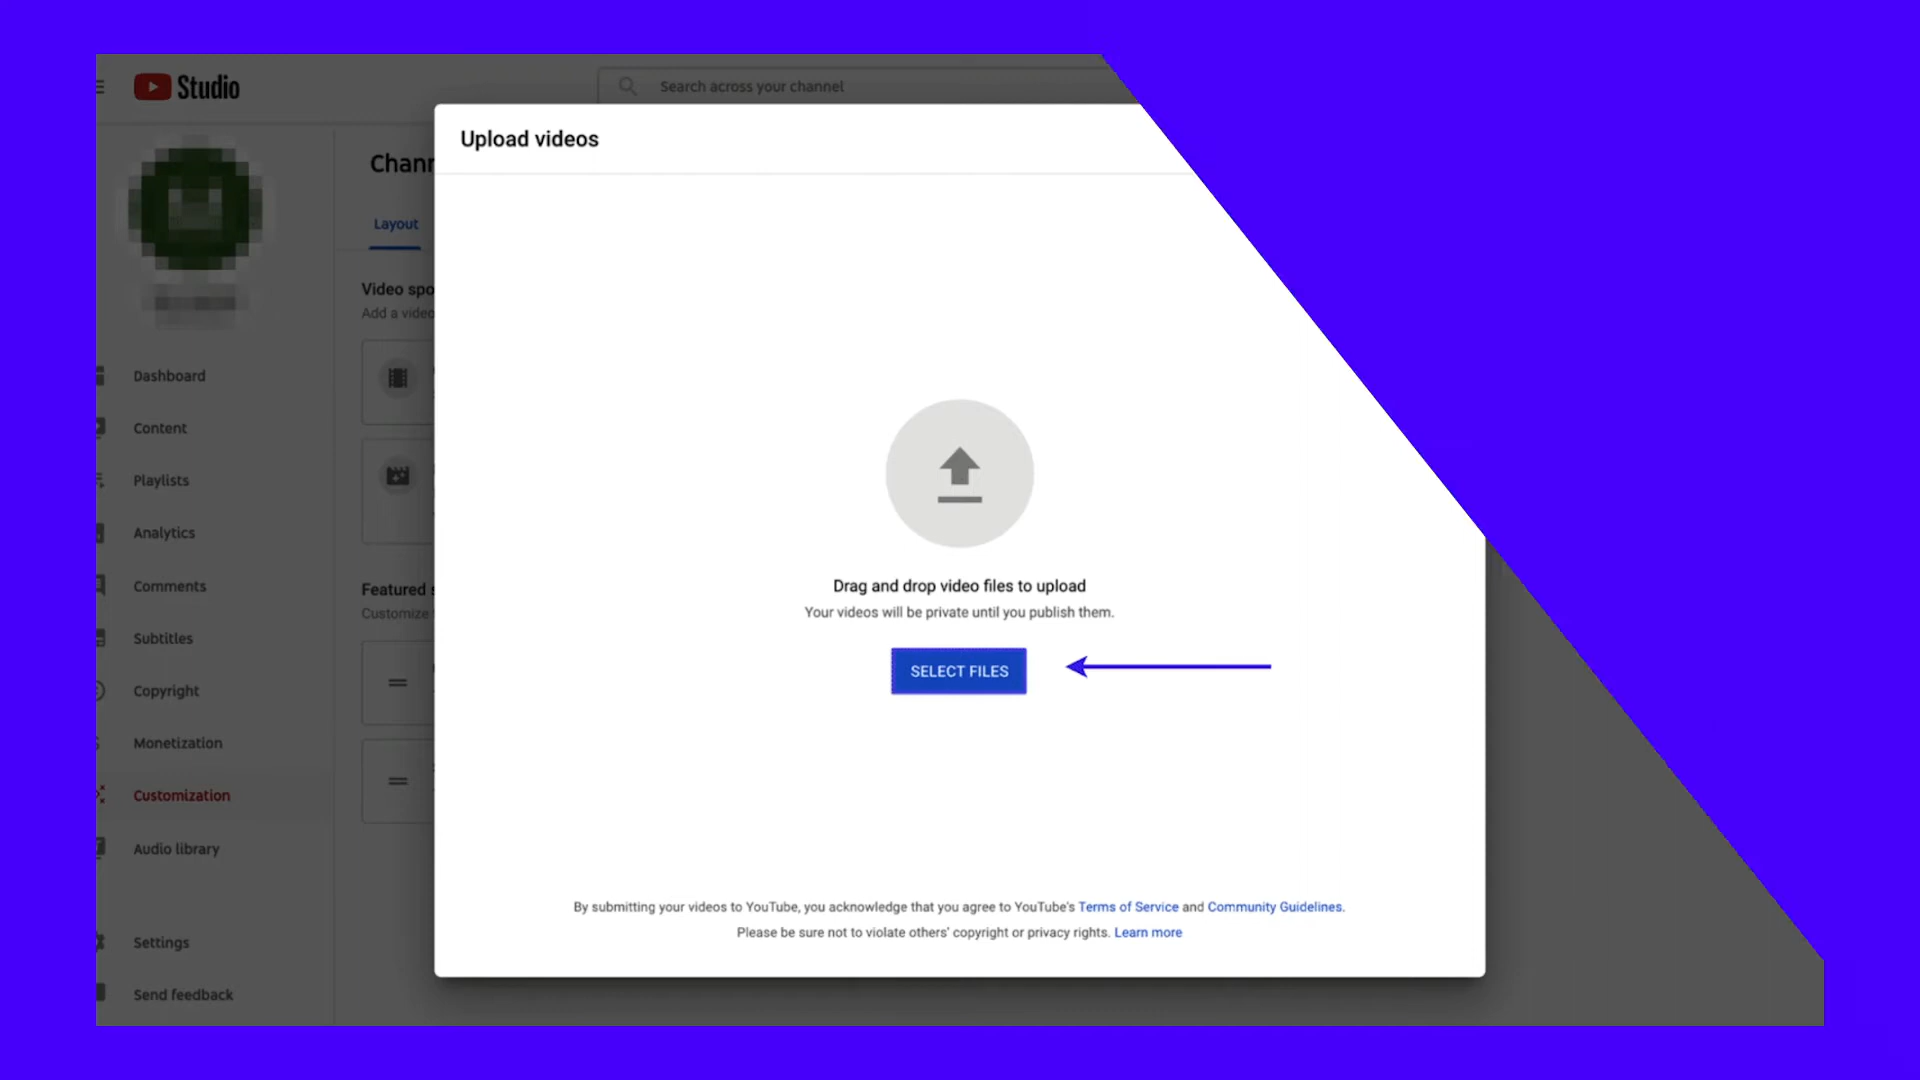 Studio
Search across your channel
Upload videos
Chann
Layout
Video spo
Add a video
Dashboard
Content
Playlists
Analytics
Comments
Subtitles
Copyright
Monetization
Customization
Audio library
Settings
Send feedback
Featured s
Customize
Drag and drop video files to upload
Your videos will be private until you publish them.
SELECT FILES
By submitting your videos to YouTube, you acknowledge that you agree to YouTube's Terms of Service and Community Guidelines.
Please be sure not to violate others' copyright or privacy rights. Learn more